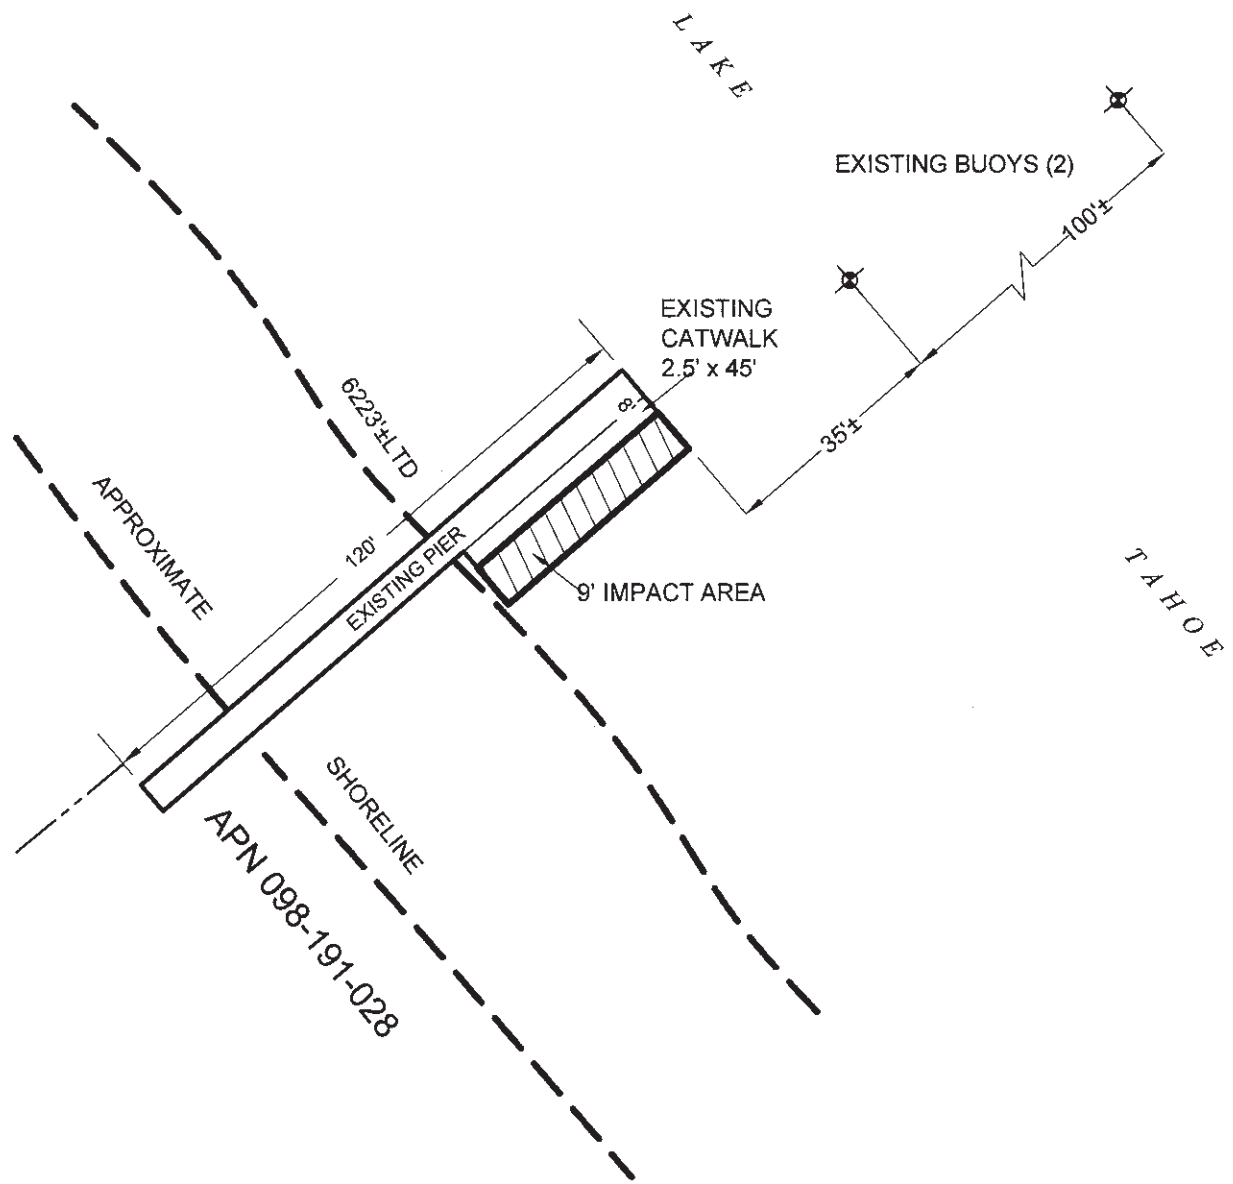 LAKE
EXISTING BUOYS (2)
100'±
EXISTING
CATWALK
2.5' x 45'
8'
35'±
6223'±LTD
APPROXIMATE
120'
EXISTING PIER
9' IMPACT AREA
TAHOE
SHORELINE
APN 098-191-028